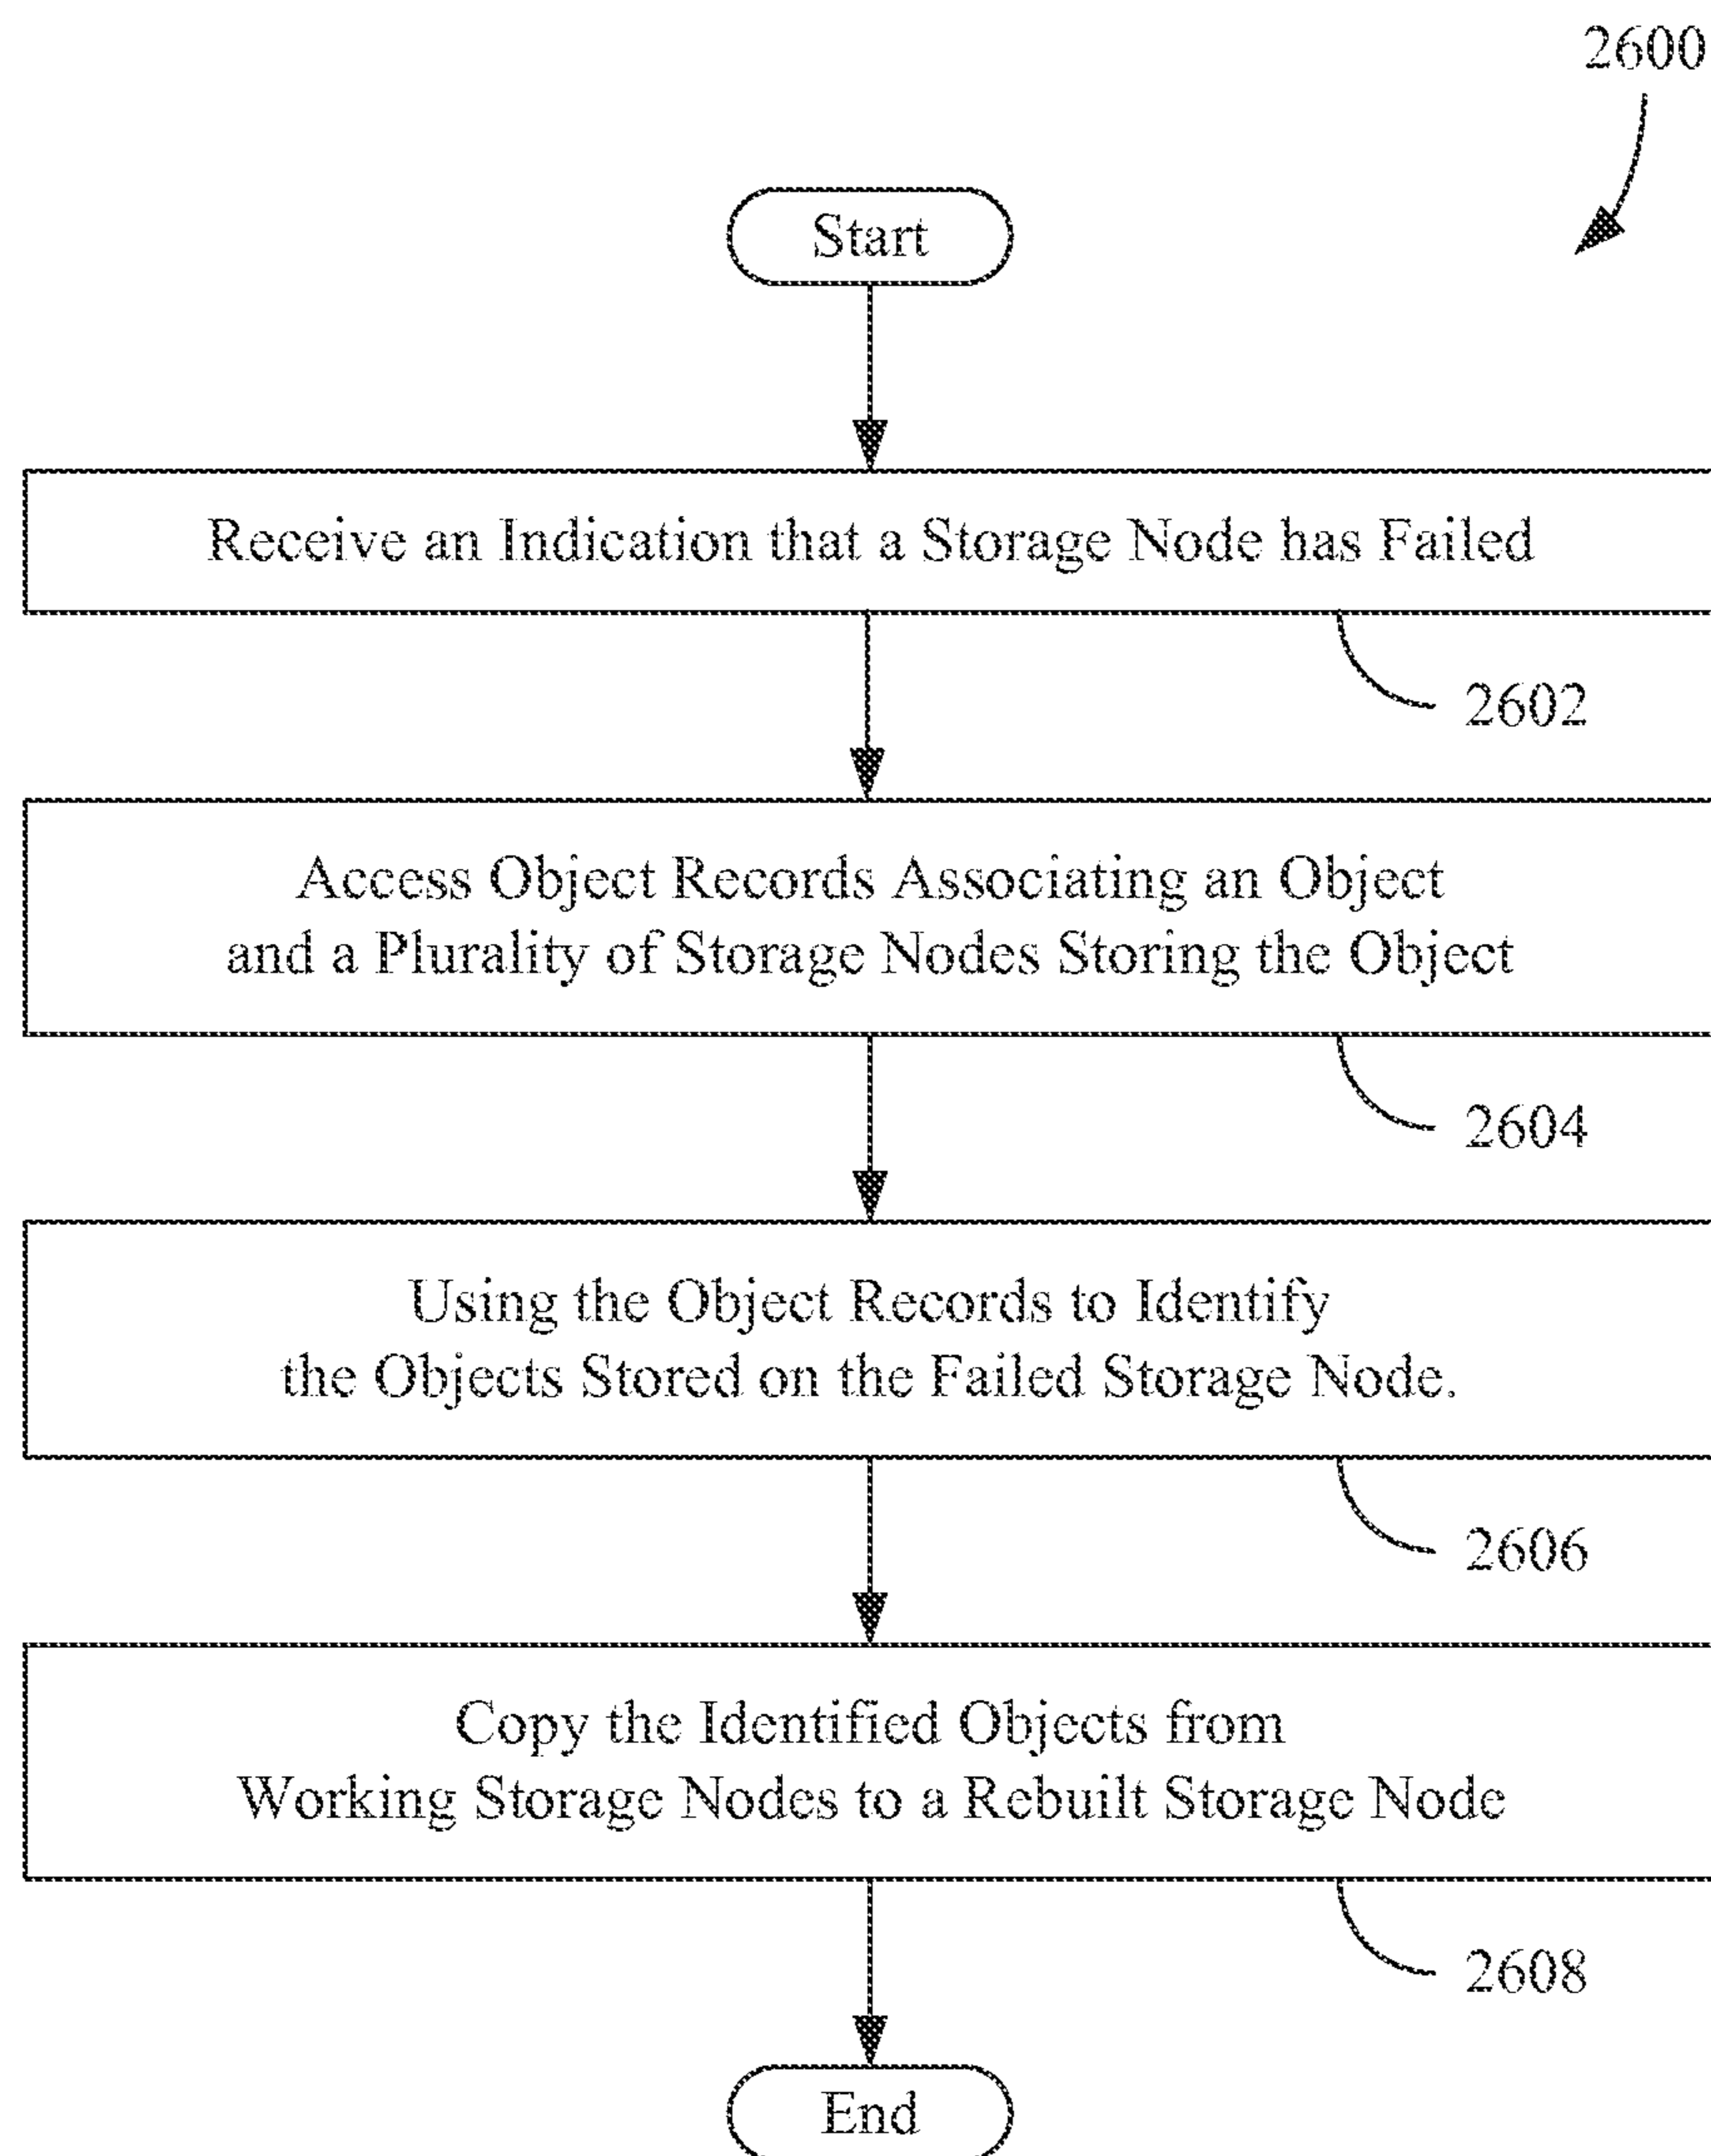 2600
Start
Receive an Indication that a Storage Node has Failed
2602
Access Object Records Associating an Object
and a Plurality of Storage Nodes Storing the Object
2604
Using the Object Records to Identify
the Objects Stored on the Failed Storage Node.
2606
Copy the Identified Objects from
Working Storage Nodes to a Rebuilt Storage Node
2608
End